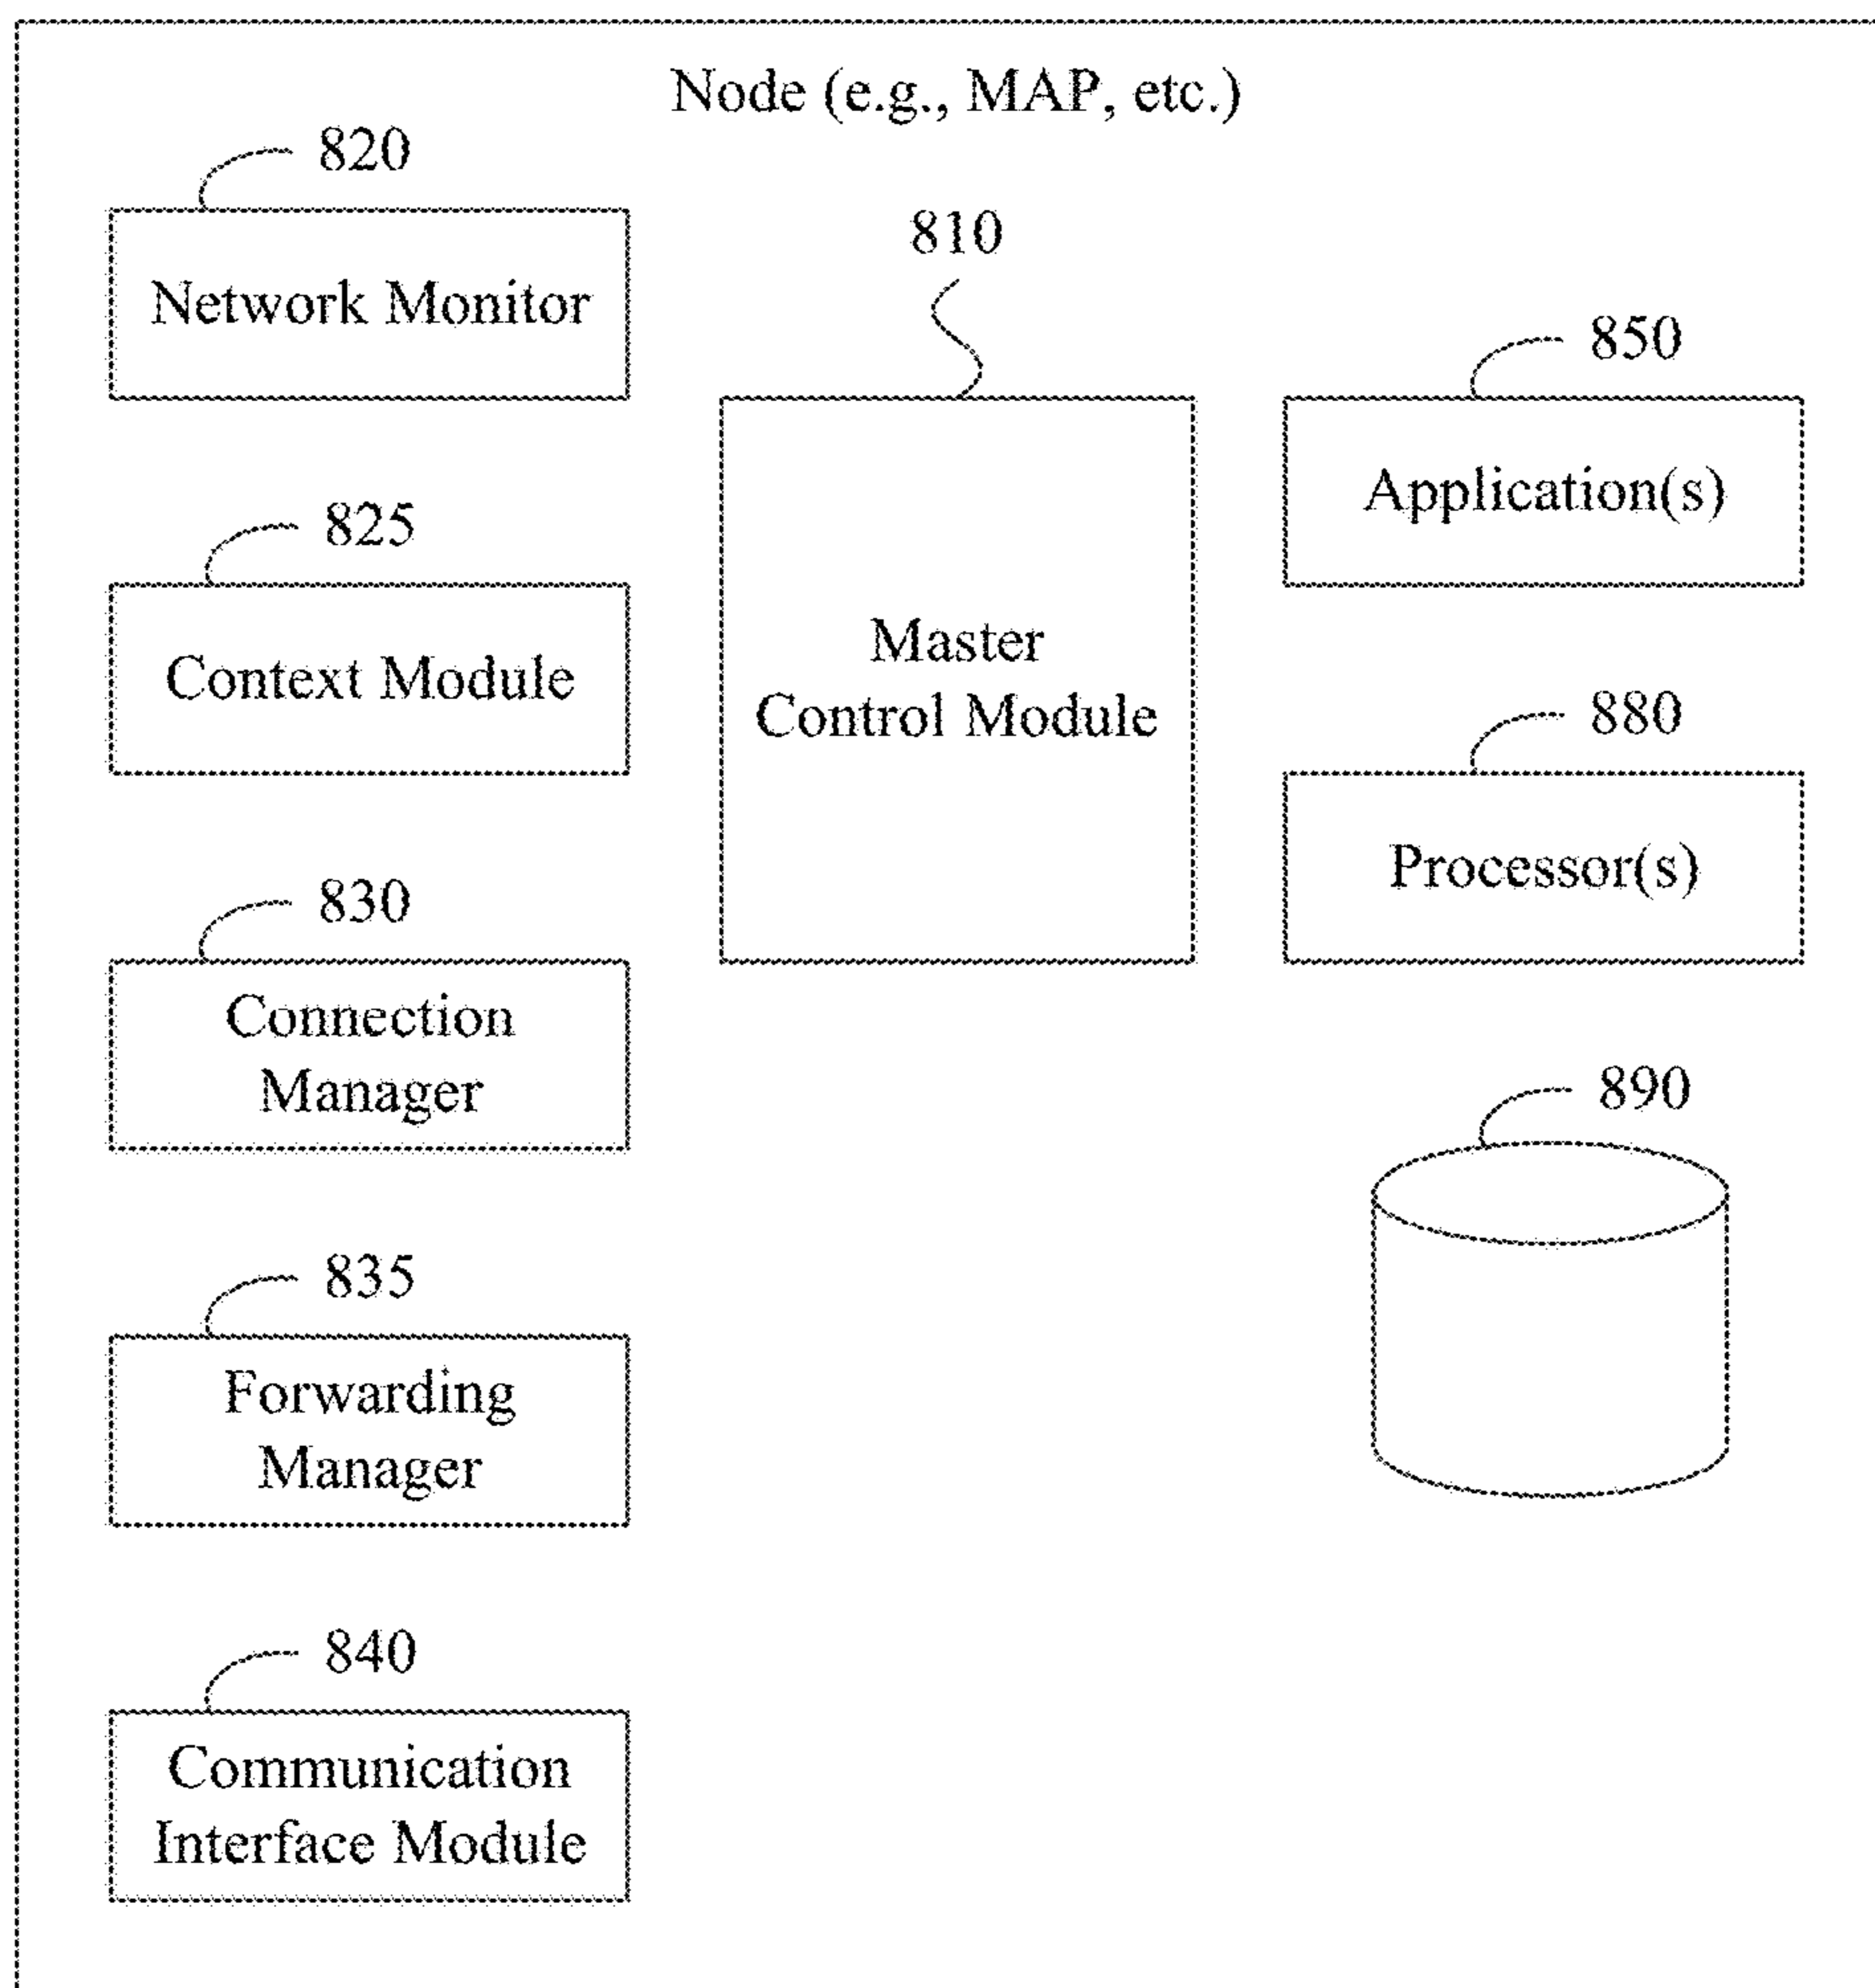 Node (e.g., MAP, etc.)
820
Network Monitor
825
Context Module
830
Connection
Manager
835
Forwarding
Manager
840
Communication
Interface Module
810
Master
Control Module
850
Application(s)
880
Processor(s)
890